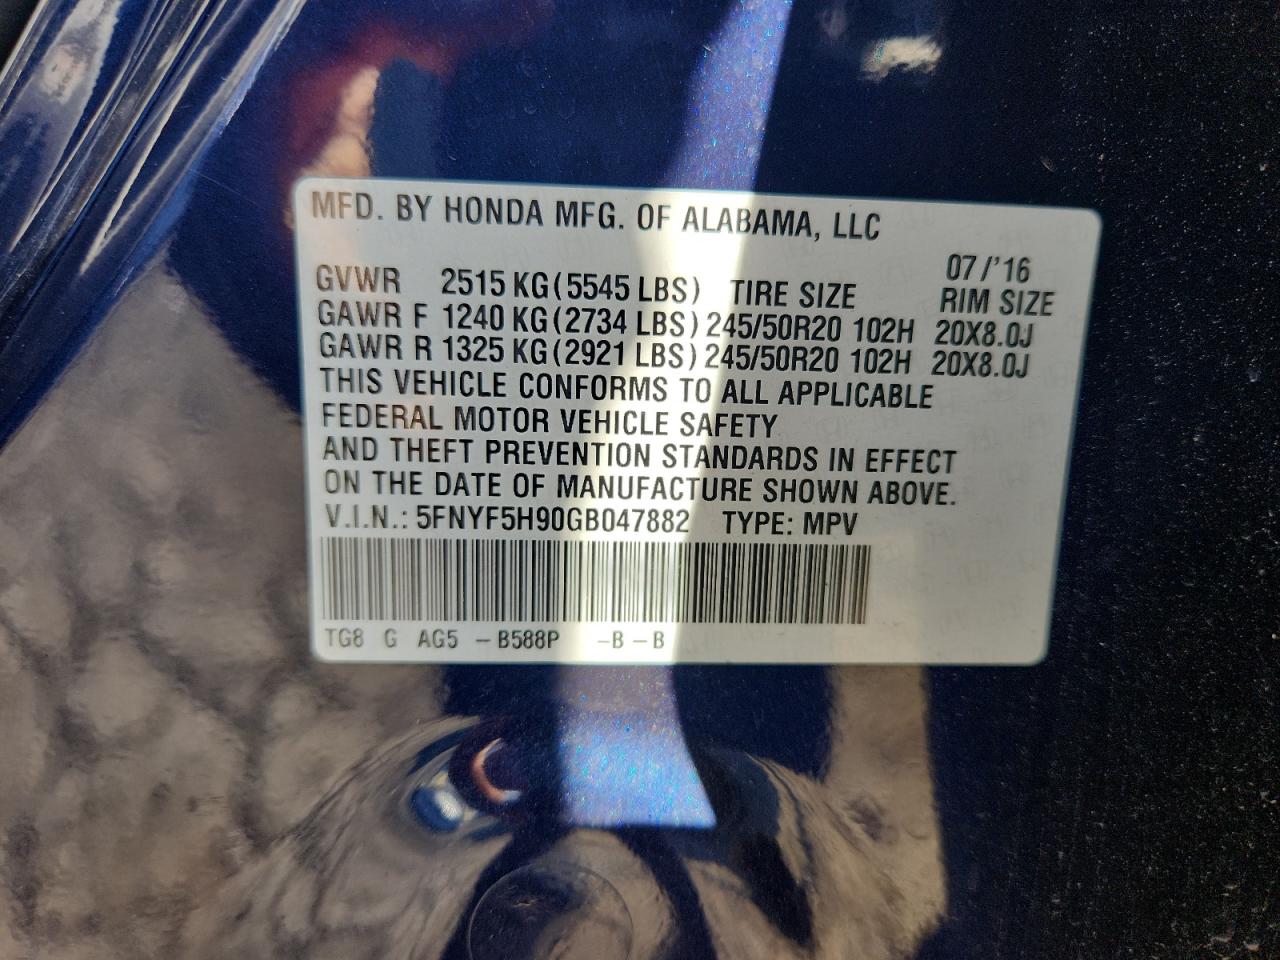 MFD. BY HONDA MFG. OF ALABAMA, LLC
07/'16
GVWR 2515 KG (5545 LBS) TIRE SIZE RIM SIZE
GAWR F 1240 KG (2734 LBS) 245/50R20 102H 20X8.0J
GAWR R 1325 KG (2921 LBS) 245/50R20 102H 20X8.0J
THIS VEHICLE CONFORMS TO ALL APPLICABLE
FEDERAL MOTOR VEHICLE SAFETY
AND THEFT PREVENTION STANDARDS IN EFFECT
ON THE DATE OF MANUFACTURE SHOWN ABOVE.
V.I.N.: 5FNYF5H90GB047882 TYPE: MPV
TG8 G AG5 -B588P -B-B